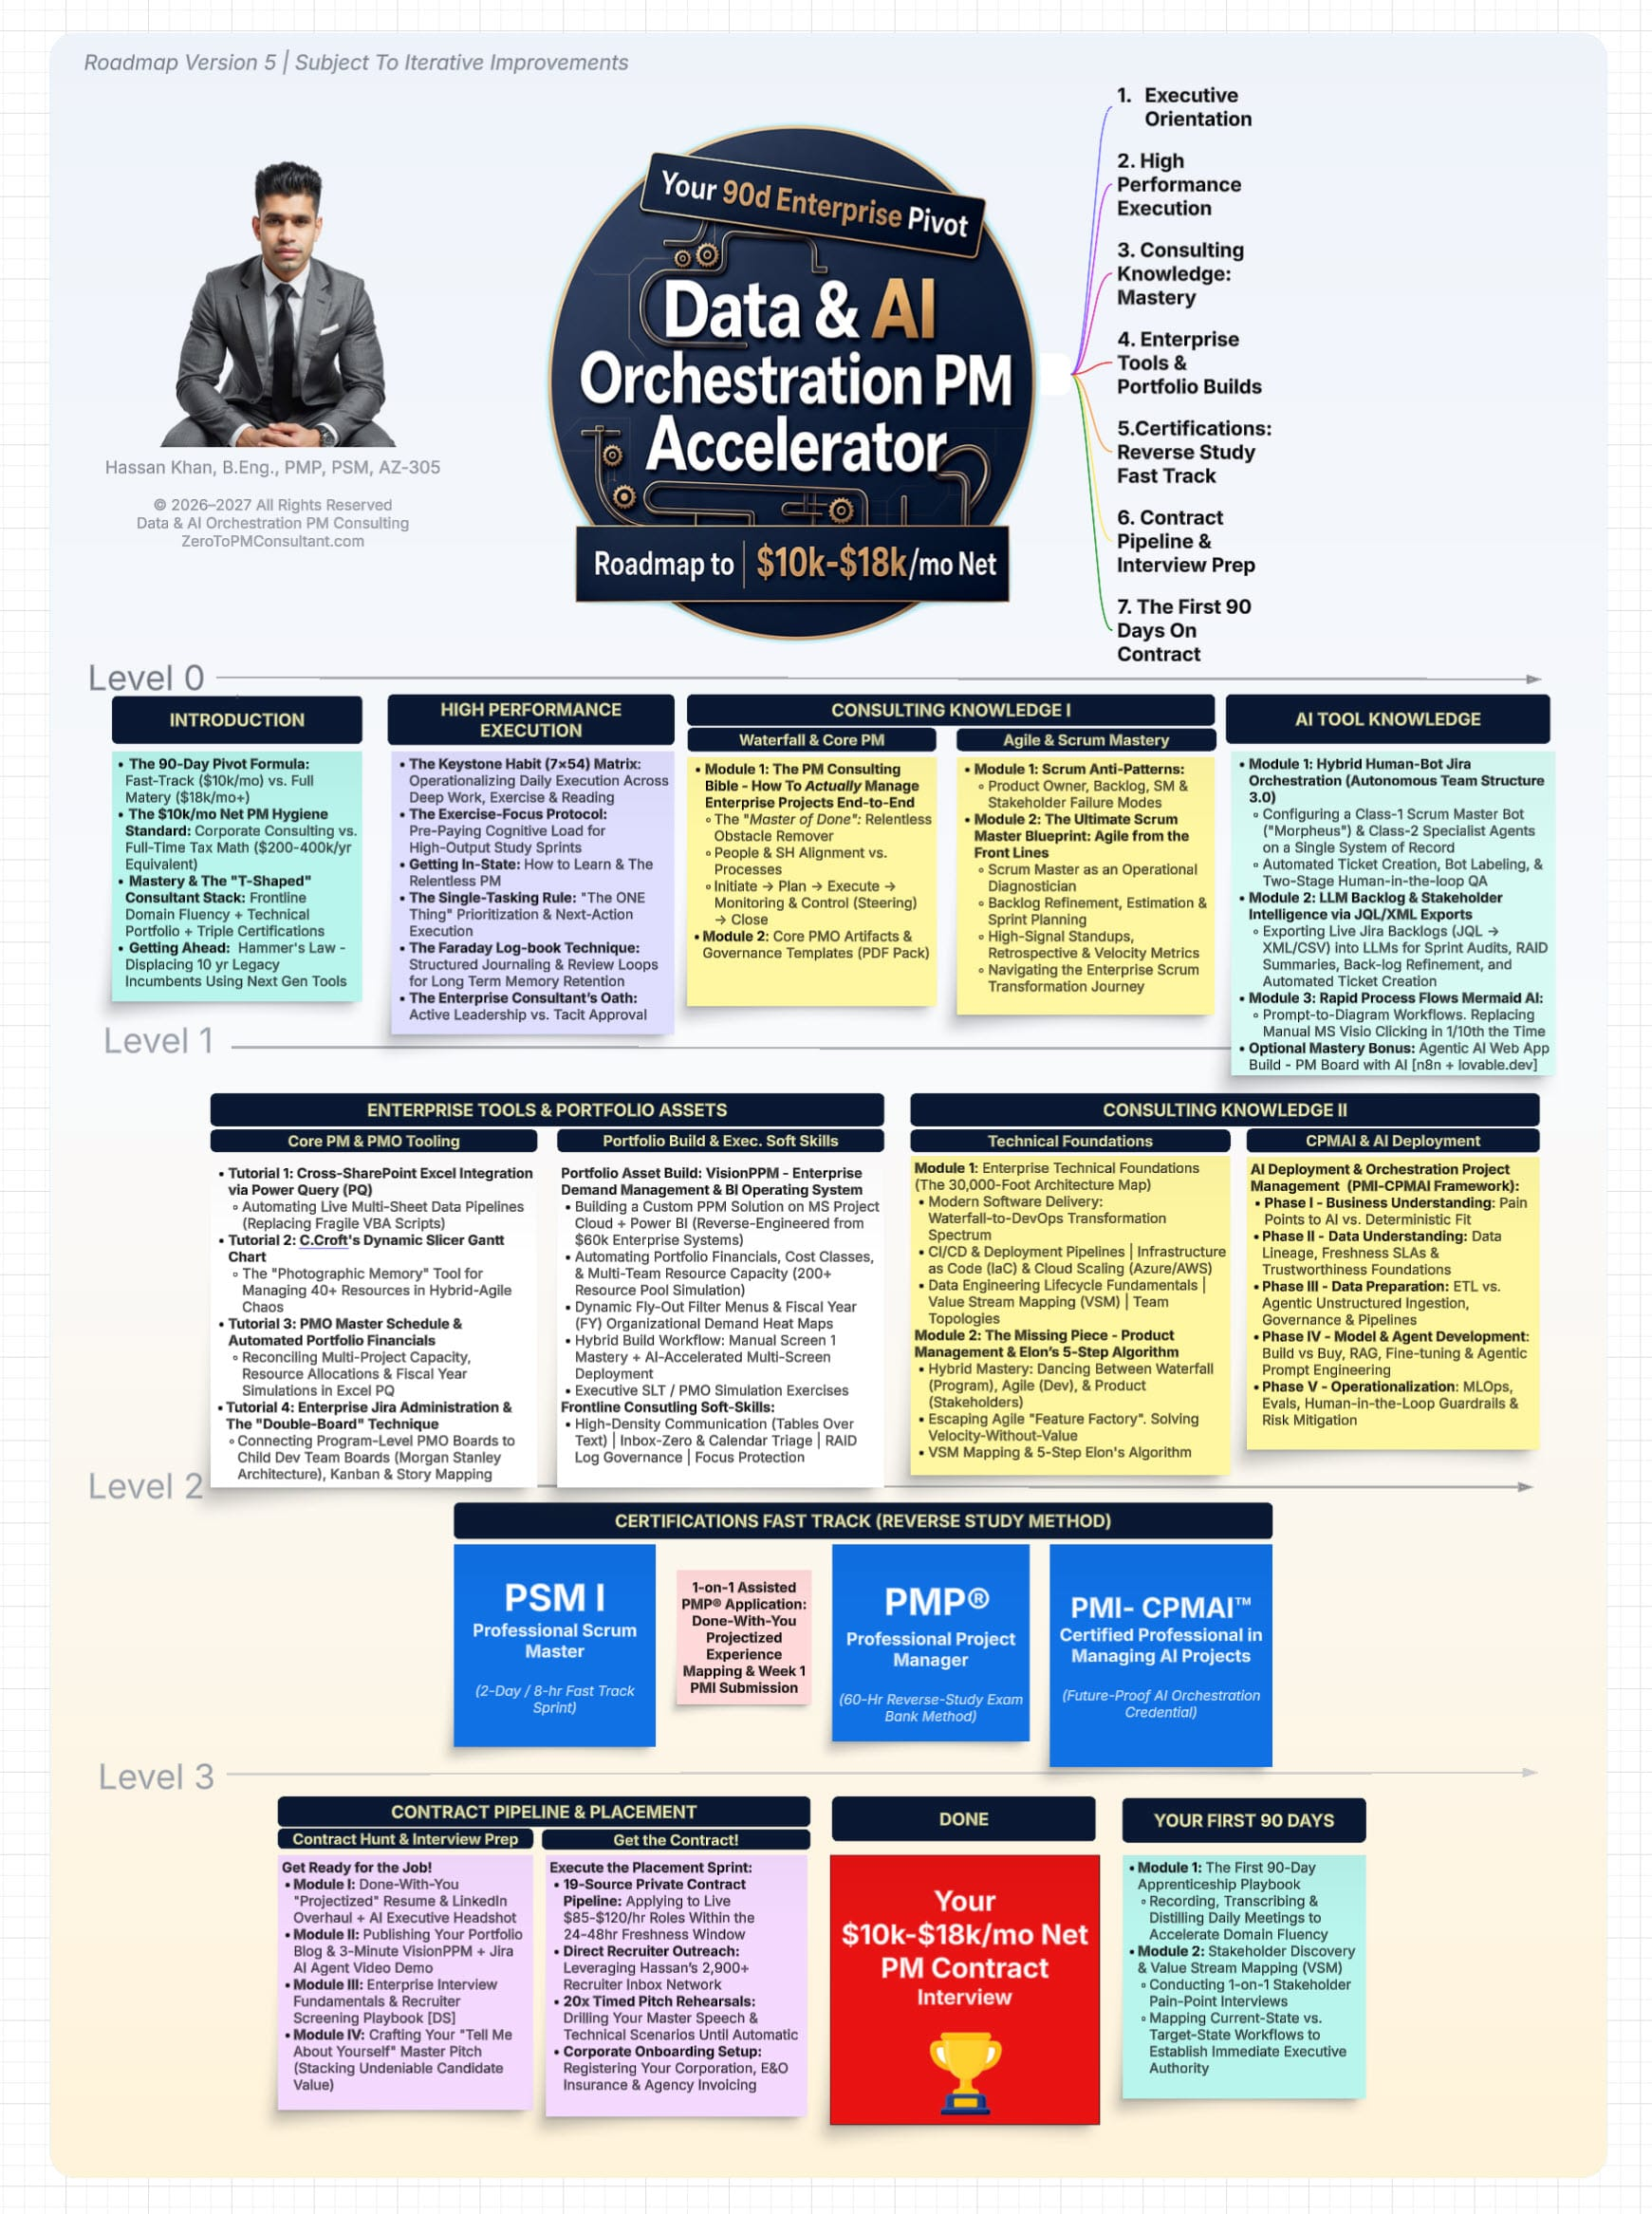 Roadmap Version 5 | Subject To Iterative Improvements
Hassan Khan, B.Eng., PMP, PSM, AZ-305
© 2026–2027 All Rights Reserved
Data & AI Orchestration PM Consulting
ZeroToPMConsultant.com
Your 90d Enterprise Pivot
Data & AI
Orchestration PM
Accelerator
Roadmap to | $10k-$18k/mo Net
1. Executive
Orientation
2. High
Performance
Execution
3. Consulting
Knowledge:
Mastery
4. Enterprise
Tools &
Portfolio Builds
5.Certifications:
Reverse Study
Fast Track
6. Contract
Pipeline &
Interview Prep
7. The First 90
Days On
Contract
Level 0
INTRODUCTION
• The 90-Day Pivot Formula:
Fast-Track ($10k/mo) vs. Full
Matery ($18k/mo+)
• The $10k/mo Net PM Hygiene
Standard: Corporate Consulting vs.
Full-Time Tax Math ($200-400k/yr
Equivalent)
• Mastery & The "T-Shaped"
Consultant Stack: Frontline
Domain Fluency + Technical
Portfolio + Triple Certifications
• Getting Ahead: Hammer's Law -
Displacing 10 yr Legacy
Incumbents Using Next Gen Tools
HIGH PERFORMANCE
EXECUTION
• The Keystone Habit (7×54) Matrix:
Operationalizing Daily Execution Across
Deep Work, Exercise & Reading
• The Exercise-Focus Protocol:
Pre-Paying Cognitive Load for
High-Output Study Sprints
• Getting In-State: How to Learn & The
Relentless PM
• The Single-Tasking Rule: "The ONE
Thing" Prioritization & Next-Action
Execution
• The Faraday Log-book Technique:
Structured Journaling & Review Loops
for Long Term Memory Retention
• The Enterprise Consultant's Oath:
Active Leadership vs. Tacit Approval
CONSULTING KNOWLEDGE I
Waterfall & Core PM
• Module 1: The PM Consulting
Bible - How To Actually Manage
Enterprise Projects End-to-End
◦ The "Master of Done": Relentless
Obstacle Remover
◦ People & SH Alignment vs.
Processes
◦ Initiate → Plan → Execute →
Monitoring & Control (Steering)
→ Close
• Module 2: Core PMO Artifacts &
Governance Templates (PDF Pack)
Agile & Scrum Mastery
• Module 1: Scrum Anti-Patterns:
◦ Product Owner, Backlog, SM &
Stakeholder Failure Modes
• Module 2: The Ultimate Scrum
Master Blueprint: Agile from the
Front Lines
◦ Scrum Master as an Operational
Diagnostician
◦ Backlog Refinement, Estimation &
Sprint Planning
◦ High-Signal Standups,
Retrospective & Velocity Metrics
◦ Navigating the Enterprise Scrum
Transformation Journey
AI TOOL KNOWLEDGE
• Module 1: Hybrid Human-Bot Jira
Orchestration (Autonomous Team Structure
3.0)
◦ Configuring a Class-1 Scrum Master Bot
("Morpheus") & Class-2 Specialist Agents
on a Single System of Record
◦ Automated Ticket Creation, Bot Labeling, &
Two-Stage Human-in-the-loop QA
• Module 2: LLM Backlog & Stakeholder
Intelligence via JQL/XML Exports
◦ Exporting Live Jira Backlogs (JQL →
XML/CSV) into LLMs for Sprint Audits, RAID
Summaries, Back-log Refinement, and
Automated Ticket Creation
• Module 3: Rapid Process Flows Mermaid AI:
◦ Prompt-to-Diagram Workflows. Replacing
Manual MS Visio Clicking in 1/10th the Time
• Optional Mastery Bonus: Agentic AI Web App
Build - PM Board with AI [n8n + lovable.dev]
Level 1
ENTERPRISE TOOLS & PORTFOLIO ASSETS
Core PM & PMO Tooling
• Tutorial 1: Cross-SharePoint Excel Integration
via Power Query (PQ)
◦ Automating Live Multi-Sheet Data Pipelines
(Replacing Fragile VBA Scripts)
• Tutorial 2: C.Croft's Dynamic Slicer Gantt
Chart
◦ The "Photographic Memory" Tool for
Managing 40+ Resources in Hybrid-Agile
Chaos
• Tutorial 3: PMO Master Schedule &
Automated Portfolio Financials
◦ Reconciling Multi-Project Capacity,
Resource Allocations & Fiscal Year
Simulations in Excel PQ
• Tutorial 4: Enterprise Jira Administration &
The "Double-Board" Technique
◦ Connecting Program-Level PMO Boards to
Child Dev Team Boards (Morgan Stanley
Architecture), Kanban & Story Mapping
Portfolio Build & Exec. Soft Skills
Portfolio Asset Build: VisionPPM - Enterprise
Demand Management & BI Operating System
• Building a Custom PPM Solution on MS Project
Cloud + Power BI (Reverse-Engineered from
$60k Enterprise Systems)
• Automating Portfolio Financials, Cost Classes,
& Multi-Team Resource Capacity (200+
Resource Pool Simulation)
• Dynamic Fly-Out Filter Menus & Fiscal Year
(FY) Organizational Demand Heat Maps
• Hybrid Build Workflow: Manual Screen 1
Mastery + AI-Accelerated Multi-Screen
Deployment
• Executive SLT / PMO Simulation Exercises
Frontline Consutling Soft-Skills:
• High-Density Communication (Tables Over
Text) | Inbox-Zero & Calendar Triage | RAID
Log Governance | Focus Protection
CONSULTING KNOWLEDGE II
Technical Foundations
Module 1: Enterprise Technical Foundations
(The 30,000-Foot Architecture Map)
• Modern Software Delivery:
Waterfall-to-DevOps Transformation
Spectrum
• CI/CD & Deployment Pipelines | Infrastructure
as Code (IaC) & Cloud Scaling (Azure/AWS)
• Data Engineering Lifecycle Fundamentals |
Value Stream Mapping (VSM) | Team
Topologies
Module 2: The Missing Piece - Product
Management & Elon's 5-Step Algorithm
• Hybrid Mastery: Dancing Between Waterfall
(Program), Agile (Dev), & Product
(Stakeholders)
• Escaping Agile "Feature Factory". Solving
Velocity-Without-Value
• VSM Mapping & 5-Step Elon's Algorithm
CPMAI & AI Deployment
AI Deployment & Orchestration Project
Management (PMI-CPMAI Framework):
• Phase I - Business Understanding: Pain
Points to AI vs. Deterministic Fit
• Phase II - Data Understanding: Data
Lineage, Freshness SLAs &
Trustworthiness Foundations
• Phase III - Data Preparation: ETL vs.
Agentic Unstructured Ingestion,
Governance & Pipelines
• Phase IV - Model & Agent Development:
Build vs Buy, RAG, Fine-tuning & Agentic
Prompt Engineering
• Phase V - Operationalization: MLOps,
Evals, Human-in-the-Loop Guardrails &
Risk Mitigation
Level 2
CERTIFICATIONS FAST TRACK (REVERSE STUDY METHOD)
PSM I
Professional Scrum
Master
(2-Day / 8-hr Fast Track
Sprint)
1-on-1 Assisted
PMP® Application:
Done-With-You
Projectized
Experience
Mapping & Week 1
PMI Submission
PMP®
Professional Project
Manager
(60-Hr Reverse-Study Exam
Bank Method)
PMI- CPMAI™
Certified Professional in
Managing AI Projects
(Future-Proof AI Orchestration
Credential)
Level 3
CONTRACT PIPELINE & PLACEMENT
Contract Hunt & Interview Prep
Get Ready for the Job!
• Module I: Done-With-You
"Projectized" Resume & LinkedIn
Overhaul + AI Executive Headshot
• Module II: Publishing Your Portfolio
Blog & 3-Minute VisionPPM + Jira
AI Agent Video Demo
• Module III: Enterprise Interview
Fundamentals & Recruiter
Screening Playbook [DS]
• Module IV: Crafting Your "Tell Me
About Yourself" Master Pitch
(Stacking Undeniable Candidate
Value)
Get the Contract!
Execute the Placement Sprint:
• 19-Source Private Contract
Pipeline: Applying to Live
$85-$120/hr Roles Within the
24-48hr Freshness Window
• Direct Recruiter Outreach:
Leveraging Hassan's 2,900+
Recruiter Inbox Network
• 20x Timed Pitch Rehearsals:
Drilling Your Master Speech &
Technical Scenarios Until Automatic
• Corporate Onboarding Setup:
Registering Your Corporation, E&O
Insurance & Agency Invoicing
DONE
Your
$10k-$18k/mo Net
PM Contract
Interview
YOUR FIRST 90 DAYS
• Module 1: The First 90-Day
Apprenticeship Playbook
◦ Recording, Transcribing &
Distilling Daily Meetings to
Accelerate Domain Fluency
• Module 2: Stakeholder Discovery
& Value Stream Mapping (VSM)
◦ Conducting 1-on-1 Stakeholder
Pain-Point Interviews
◦ Mapping Current-State vs.
Target-State Workflows to
Establish Immediate Executive
Authority